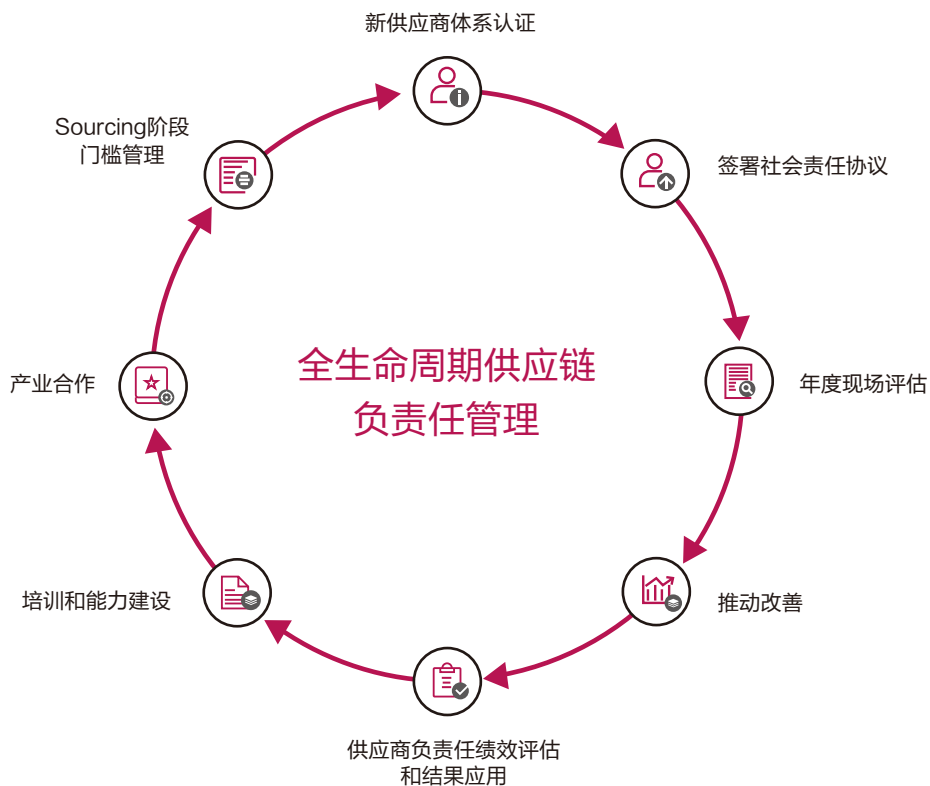 新供应商体系认证
Sourcing阶段
门槛管理
签署社会责任协议
全生命周期供应链
负责任管理
产业合作
年度现场评估
培训和能力建设
推动改善
供应商负责任绩效评估
和结果应用